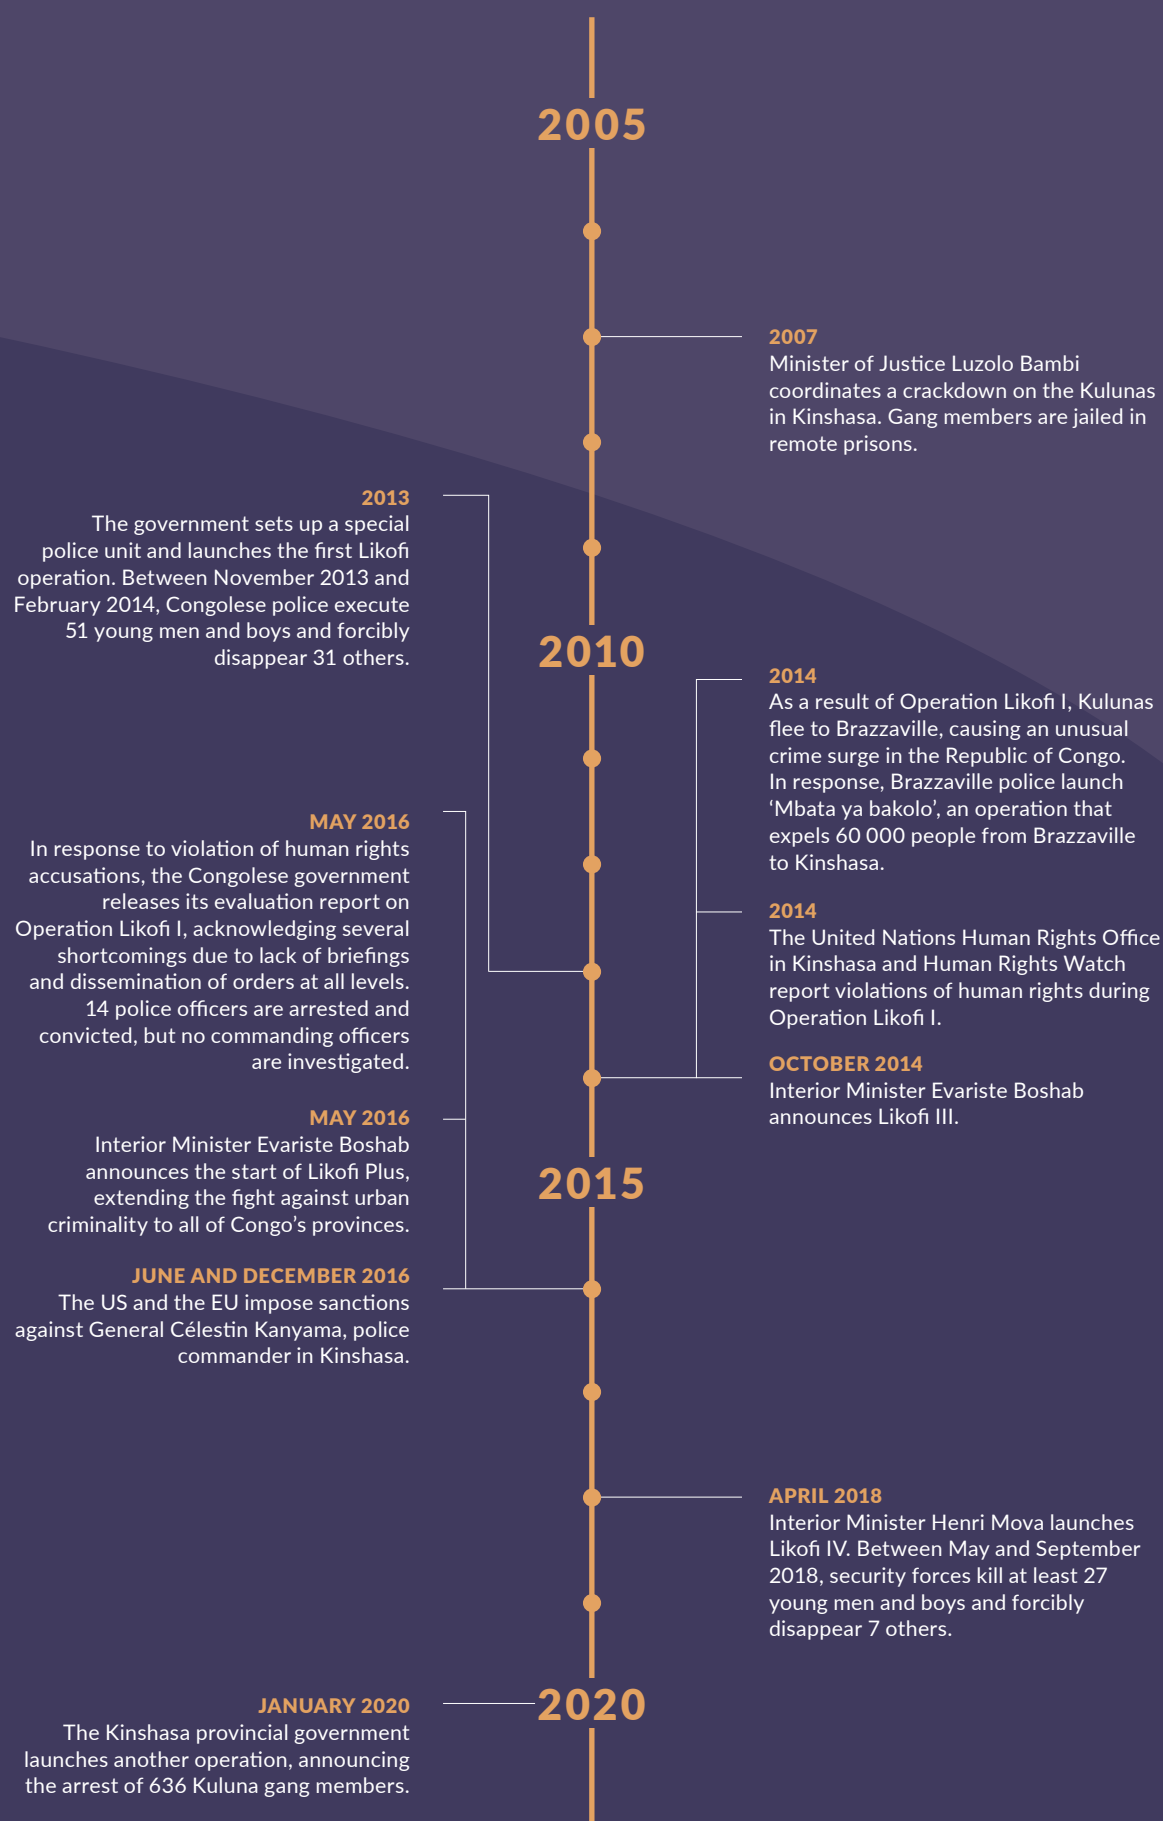 2005
2007
Minister of Justice Luzolo Bambi
coordinates a crackdown on the Kulunas
in Kinshasa. Gang members are jailed in
remote prisons.
2013
The government sets up a special
police unit and launches the first Likofi
operation. Between November 2013 and
February 2014, Congolese police execute
51 young men and boys and forcibly
disappear 31 others.
2010
2014
As a result of Operation Likofi I, Kulunas
flee to Brazzaville, causing an unusual
crime surge in the Republic of Congo.
In response, Brazzaville police launch
‘Mbata ya bakolo’, an operation that
expels 60 000 people from Brazzaville
to Kinshasa.
MAY 2016
In response to violation of human rights
accusations, the Congolese government
releases its evaluation report on
Operation Likofi I, acknowledging several
shortcomings due to lack of briefings
and dissemination of orders at all levels.
14 police officers are arrested and
convicted, but no commanding officers
are investigated.
2014
The United Nations Human Rights Office
in Kinshasa and Human Rights Watch
report violations of human rights during
Operation Likofi I.
OCTOBER 2014
Interior Minister Evariste Boshab
announces Likofi III.
MAY 2016
Interior Minister Evariste Boshab
announces the start of Likofi Plus,
extending the fight against urban
criminality to all of Congo’s provinces.
2015
JUNE AND DECEMBER 2016
The US and the EU impose sanctions
against General Célestin Kanyama, police
commander in Kinshasa.
APRIL 2018
Interior Minister Henri Mova launches
Likofi IV. Between May and September
2018, security forces kill at least 27
young men and boys and forcibly
disappear 7 others.
2020
JANUARY 2020
The Kinshasa provincial government
launches another operation, announcing
the arrest of 636 Kuluna gang members.